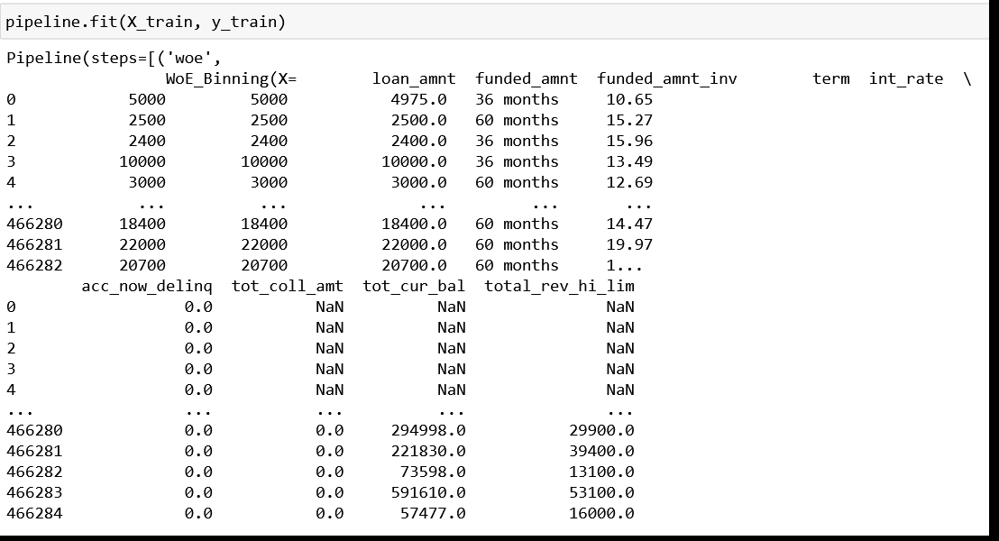 pipeline.fit(X_train, y_train)
Pipeline(steps=[('woe',
WoE_Binning(X= loan_amnt funded_amnt funded_amnt_inv term int_rate \
0 5000 5000 4975.0 36 months 10.65
1 2500 2500 2500.0 60 months 15.27
2 2400 2400 2400.0 36 months 15.96
3 10000 10000 10000.0 36 months 13.49
4 3000 3000 3000.0 60 months 12.69
... ... ... ... ... ...
466280 18400 18400 18400.0 60 months 14.47
466281 22000 22000 22000.0 60 months 19.97
466282 20700 20700 20700.0 60 months 1...
acc_now_delinq tot_coll_amt tot_cur_bal total_rev_hi_lim
0 0.0 NaN NaN NaN
1 0.0 NaN NaN NaN
2 0.0 NaN NaN NaN
3 0.0 NaN NaN NaN
4 0.0 NaN NaN NaN
... ... ... ... ...
466280 0.0 0.0 294998.0 29900.0
466281 0.0 0.0 221830.0 39400.0
466282 0.0 0.0 73598.0 13100.0
466283 0.0 0.0 591610.0 53100.0
466284 0.0 0.0 57477.0 16000.0